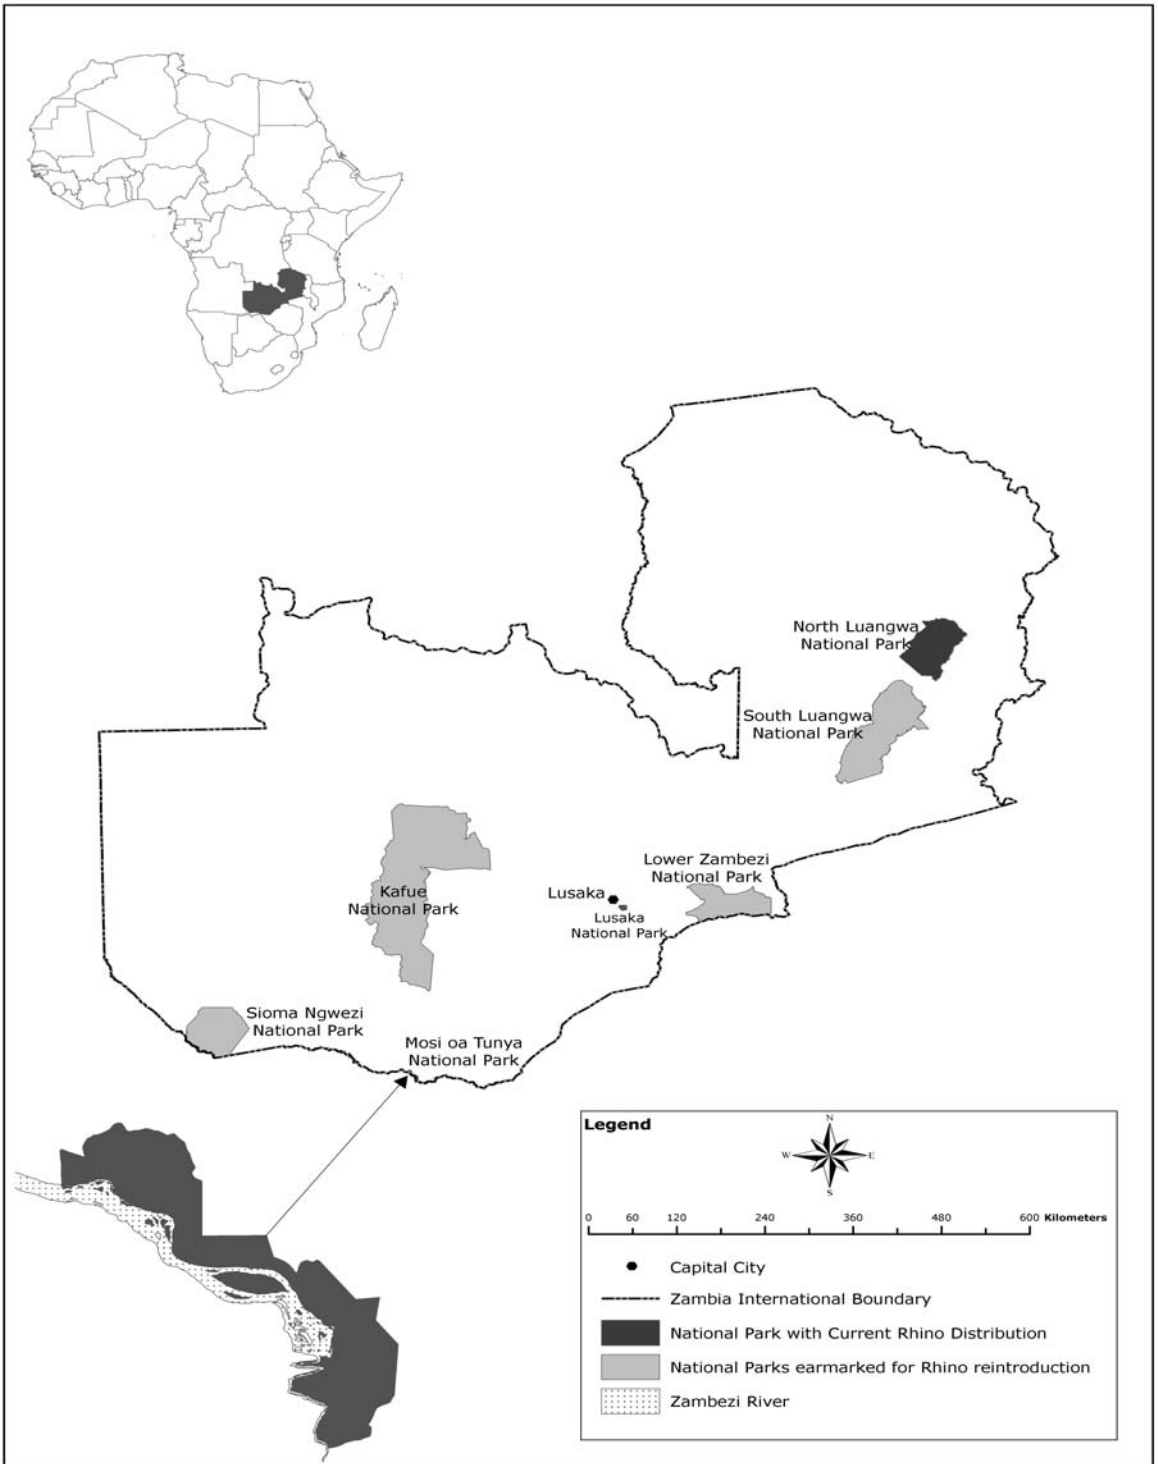 North Luangwa
National Park
South Luangwa
National Park
Lower Zambezi
National Park
Kafue
National Park
Lusaka
Lusaka
National Park
Sioma Ngwezi
National Park
Mosi oa Tunya
National Park
Legend
N
W E
S
0 60 120 240 360 480 600 Kilometers
Capital City
Zambia International Boundary
National Park with Current Rhino Distribution
National Parks earmarked for Rhino reintroduction
Zambezi River